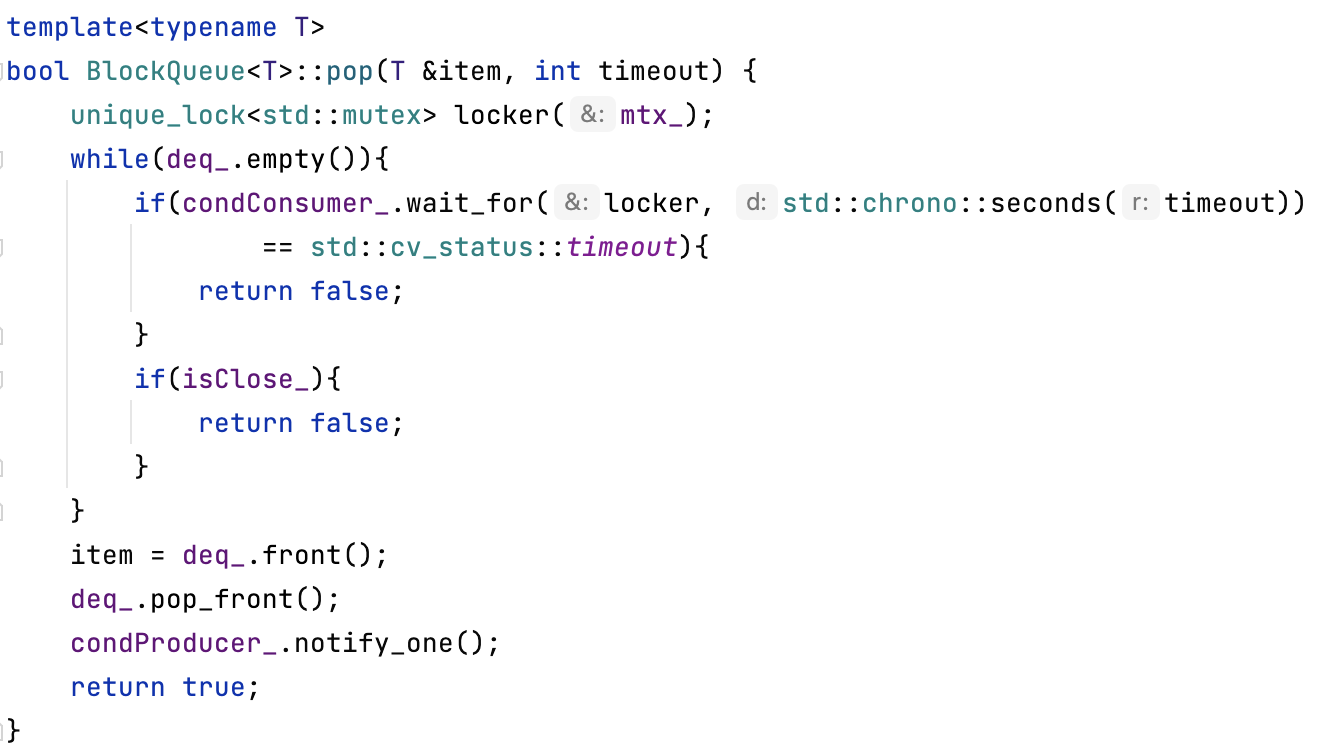 template<typename T>
bool BlockQueue<T>::pop(T &item, int timeout) {
    unique_lock<std::mutex> locker( &: mtx_);
    while(deq_.empty()){
        if(condConsumer_.wait_for( &: locker, d: std::chrono::seconds( r: timeout))
                == std::cv_status::timeout){
            return false;
        }
        if(isClose_){
            return false;
        }
    }
    item = deq_.front();
    deq_.pop_front();
    condProducer_.notify_one();
    return true;
}